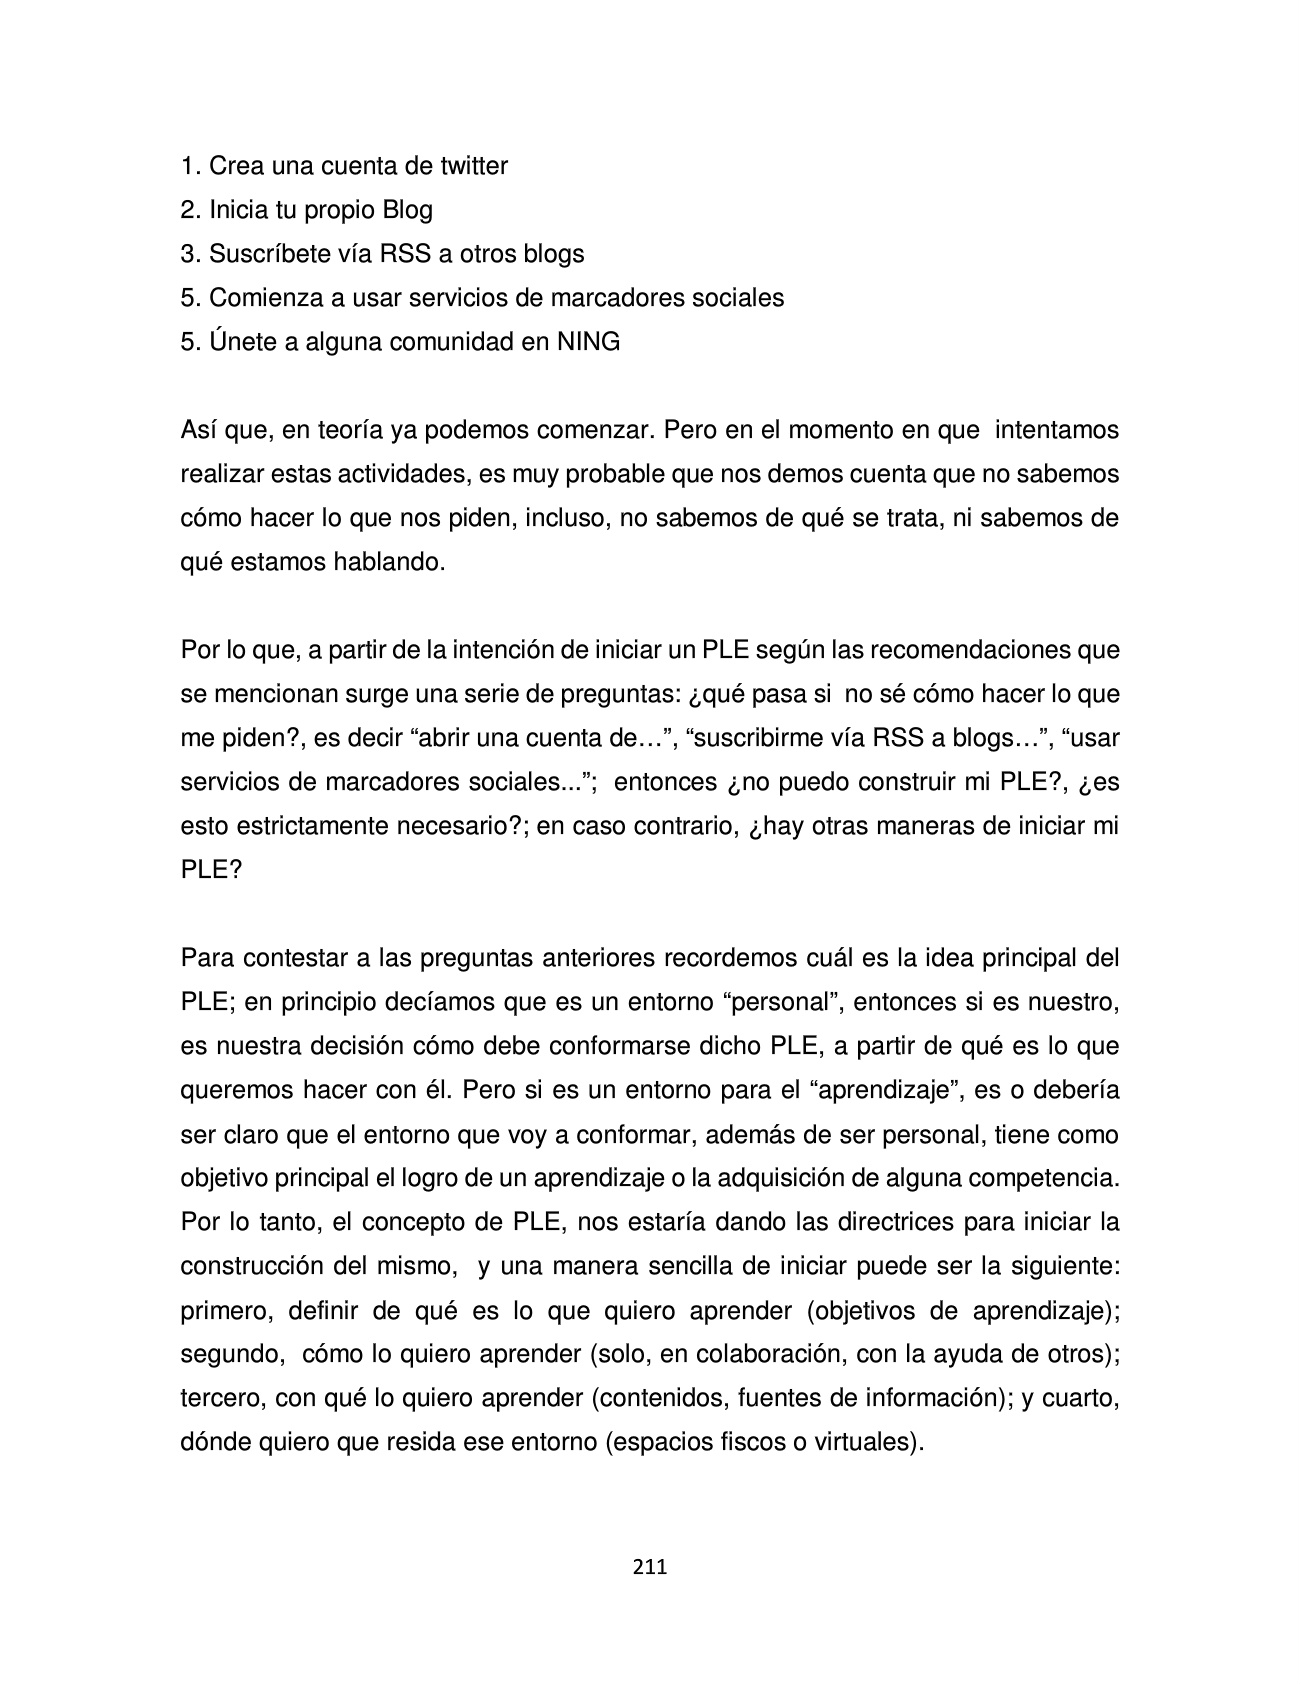 1. Crea una cuenta de twitter
2. Inicia tu propio Blog
3. Suscríbete vía RSS a otros blogs
5. Comienza a usar servicios de marcadores sociales
5. Únete a alguna comunidad en NING
Así que, en teoría ya podemos comenzar. Pero en el momento en que  intentamos
realizar estas actividades, es muy probable que nos demos cuenta que no sabemos
cómo hacer lo que nos piden, incluso, no sabemos de qué se trata, ni sabemos de
qué estamos hablando.
Por lo que, a partir de la intención de iniciar un PLE según las recomendaciones que
se mencionan surge una serie de preguntas: ¿qué pasa si  no sé cómo hacer lo que
me piden?, es decir “abrir una cuenta de…”, “suscribirme vía RSS a blogs…”, “usar
servicios de marcadores sociales...”;  entonces ¿no puedo construir mi PLE?, ¿es
esto estrictamente necesario?; en caso contrario, ¿hay otras maneras de iniciar mi
PLE?
Para contestar a las preguntas anteriores recordemos cuál es la idea principal del
PLE; en principio decíamos que es un entorno “personal”, entonces si es nuestro,
es nuestra decisión cómo debe conformarse dicho PLE, a partir de qué es lo que
queremos hacer con él. Pero si es un entorno para el “aprendizaje”, es o debería
ser claro que el entorno que voy a conformar, además de ser personal, tiene como
objetivo principal el logro de un aprendizaje o la adquisición de alguna competencia.
Por lo tanto, el concepto de PLE, nos estaría dando las directrices para iniciar la
construcción del mismo,  y una manera sencilla de iniciar puede ser la siguiente:
primero, definir de qué es lo que quiero aprender (objetivos de aprendizaje);
segundo,  cómo lo quiero aprender (solo, en colaboración, con la ayuda de otros);
tercero, con qué lo quiero aprender (contenidos, fuentes de información); y cuarto,
dónde quiero que resida ese entorno (espacios fiscos o virtuales).
211